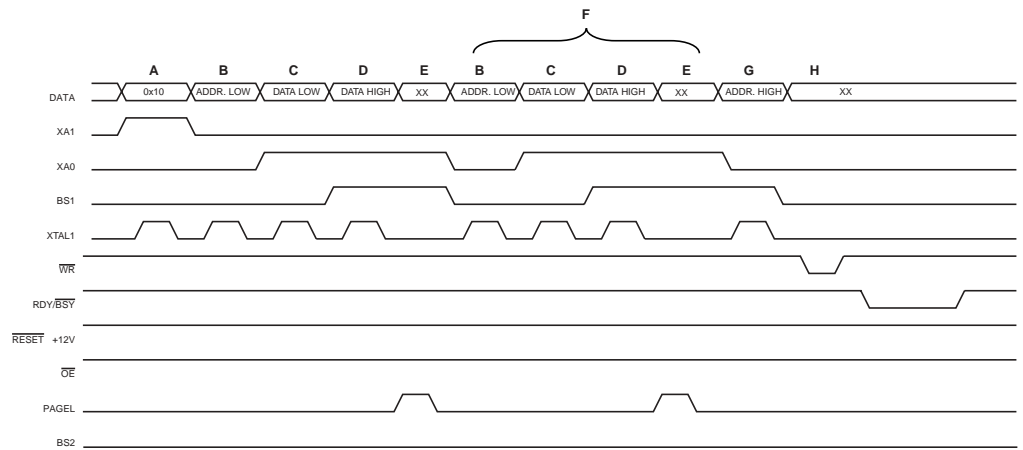 F
A B C D E B C D E G H
DATA 0x10 ADDR. LOW DATA LOW DATA HIGH XX ADDR. LOW DATA LOW DATA HIGH XX ADDR. HIGH XX
XA1
XA0
BS1
XTAL1
WR
RDY/BSY
RESET +12V
OE
PAGEL
BS2